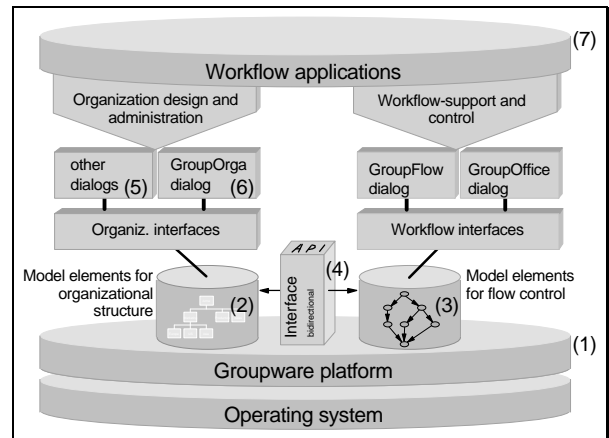 (7)
Workflow applications
Organization design and
administration
Workflow-support and
control
other
dialogs (5)
GroupOrga
dialog (6)
GroupFlow
dialog
GroupOffice
dialog
Organiz. interfaces
Workflow interfaces
API
(4)
Interface
bidirectional
Model elements for
organizational
structure
(2)
(3)
Model elements
for flow control
(1)
Groupware platform
Operating system